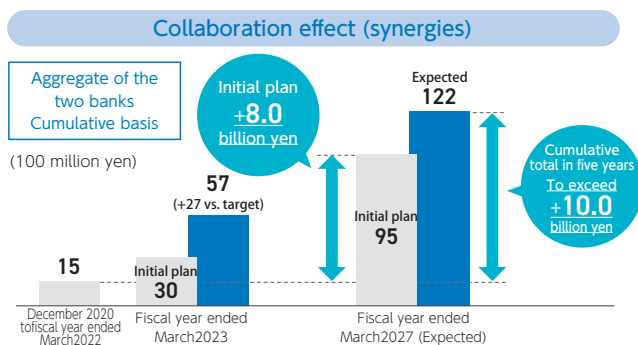 Collaboration effect (synergies)
Aggregate of the
two banks
Cumulative basis
(100 million yen)
Initial plan
+8.0
billion yen
Expected
122
Cumulative
total in five years
To exceed
+10.0
billion yen
57
(+27 vs. target)
15
Initial plan
30
Initial plan
95
December 2020
tofiscal year ended
March2022
Fiscal year ended
March2023
Fiscal year ended
March2027 (Expected)